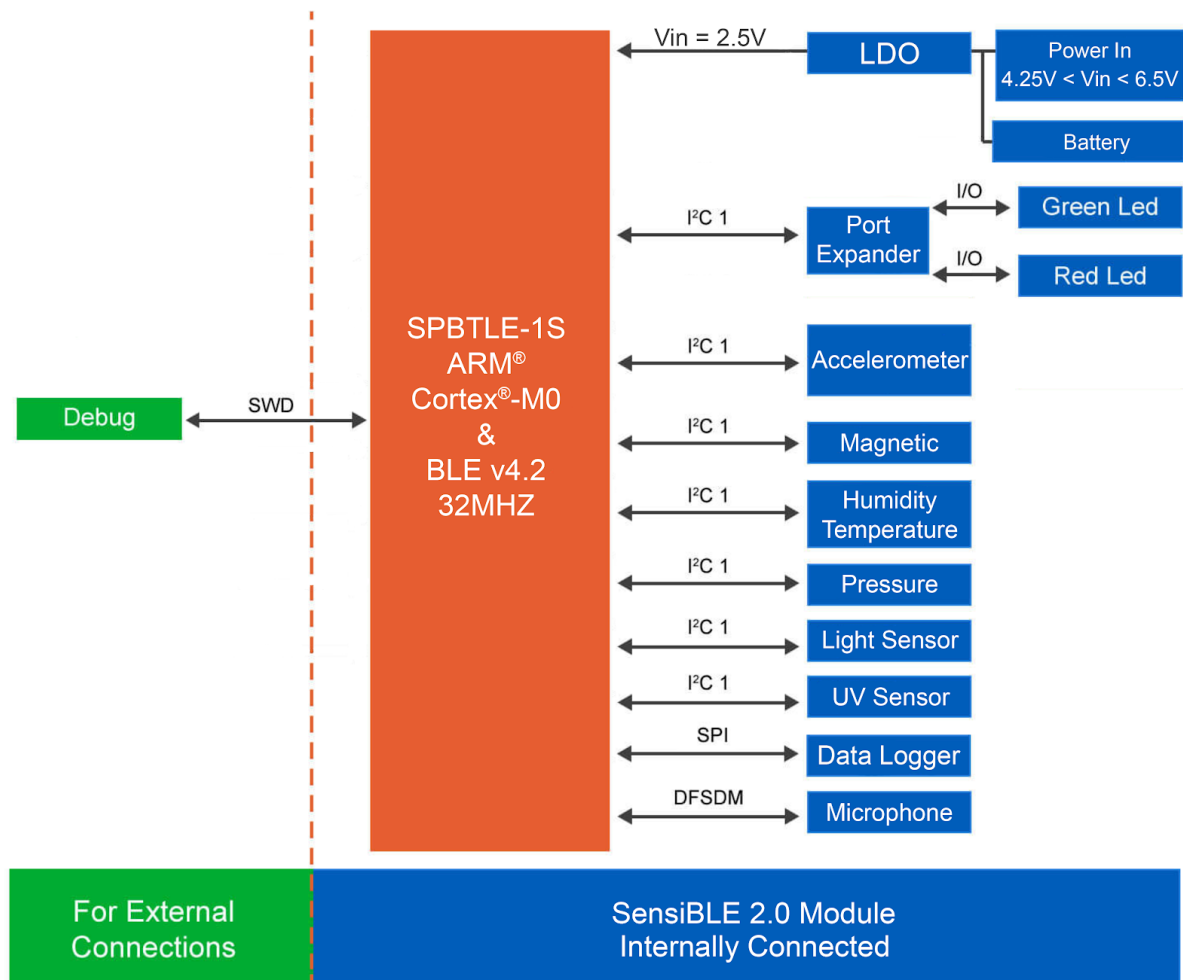 Vin = 2.5V
LDO
Power In
4.25V < Vin < 6.5V
Battery
I²C 1
Port
Expander
I/O
Green Led
I/O
Red Led
SPBTLE-1S
ARM®
Cortex®-M0
&
BLE v4.2
32MHZ
I²C 1
Accelerometer
Debug
SWD
I²C 1
Magnetic
I²C 1
Humidity
Temperature
I²C 1
Pressure
I²C 1
Light Sensor
I²C 1
UV Sensor
SPI
Data Logger
DFSDM
Microphone
For External
Connections
SensiBLE 2.0 Module
Internally Connected